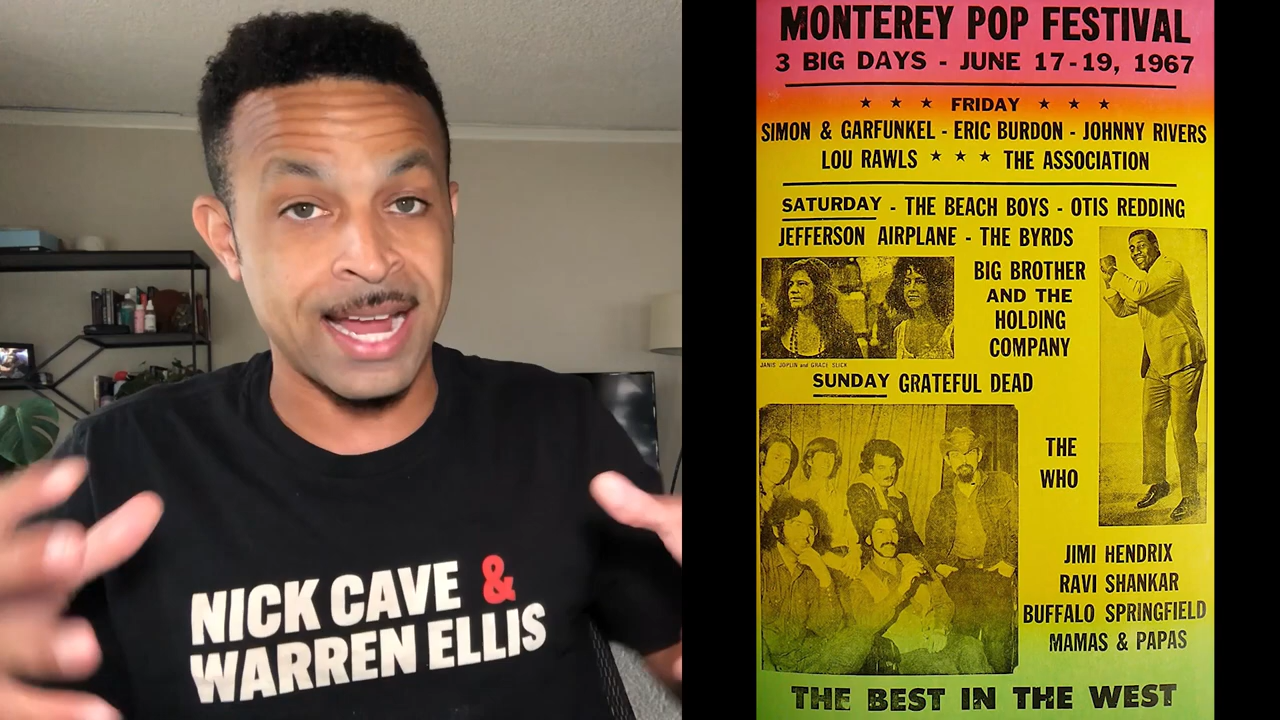 NICK CAVE &
WARREN ELLIS
MONTEREY POP FESTIVAL
3 BIG DAYS - JUNE 17-19, 1967
★ ★ ★ FRIDAY ★ ★ ★
SIMON & GARFUNKEL - ERIC BURDON - JOHNNY RIVERS
LOU RAWLS ★ ★ ★ THE ASSOCIATION
SATURDAY - THE BEACH BOYS - OTIS REDDING
JEFFERSON AIRPLANE - THE BYRDS
BIG BROTHER
AND THE
HOLDING
COMPANY
JANIS JOPLIN and GRACE SLICK
SUNDAY GRATEFUL DEAD
THE
WHO
JIMI HENDRIX
RAVI SHANKAR
BUFFALO SPRINGFIELD
MAMAS & PAPAS
THE BEST IN THE WEST